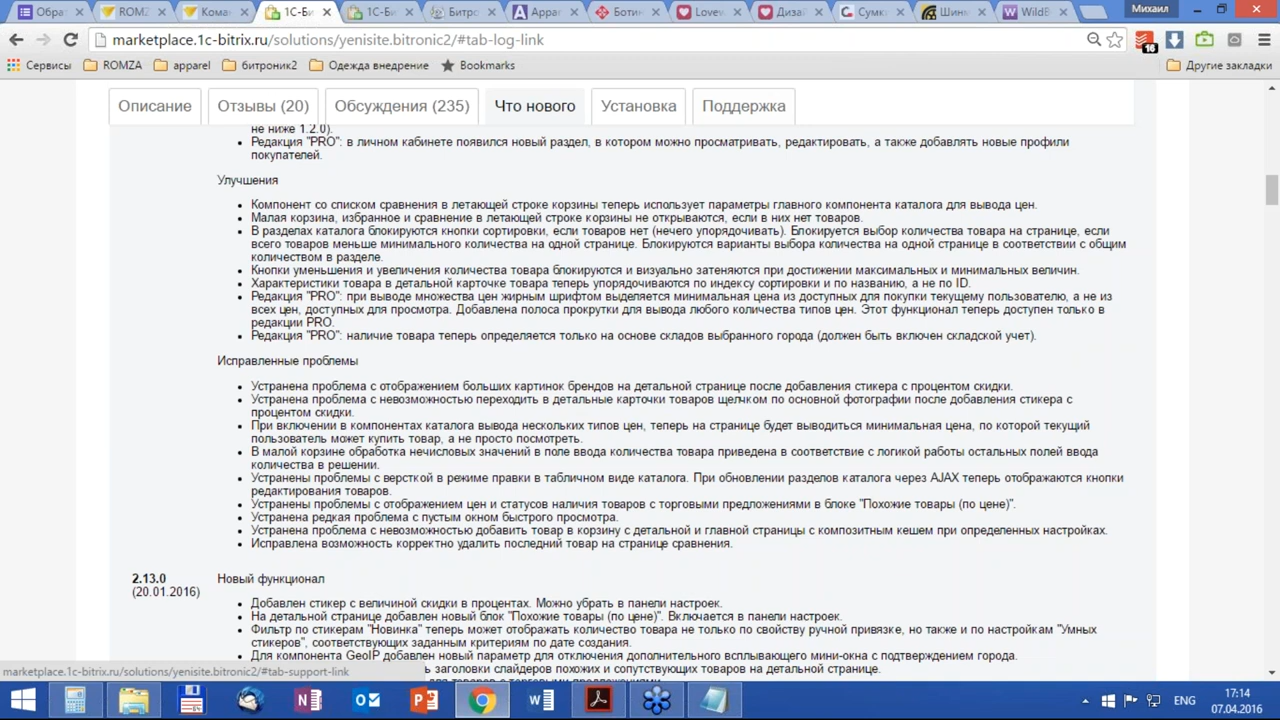 Обрат
ROMZ
Коман
1С-Би
1С-Би
Битро
Appar
Ботин
Lovev
Дизай
Сумк
Шинн
WildB
Михаил
marketplace.1c-bitrix.ru/solutions/yenisite.bitronic2/#tab-log-link
16
Сервисы
ROMZA
apparel
битроник2
Одежда внедрение
Bookmarks
Другие закладки
Описание
Отзывы (20)
Обсуждения (235)
Что нового
Установка
Поддержка
не ниже 1.2.0).
Редакция "PRO": в личном кабинете появился новый раздел, в котором можно просматривать, редактировать, а также добавлять новые профили
покупателей.
Улучшения
Компонент со списком сравнения в летающей строке корзины теперь использует параметры главного компонента каталога для вывода цен.
Малая корзина, избранное и сравнение в летающей строке корзины не открываются, если в них нет товаров.
В разделах каталога блокируются кнопки сортировки, если товаров нет (нечего упорядочивать). Блокируется выбор количества товара на странице, если
всего товаров меньше минимального количества на одной странице. Блокируются варианты выбора количества на одной странице в соответствии с общим
количеством в разделе.
Кнопки уменьшения и увеличения количества товара блокируются и визуально затеняются при достижении максимальных и минимальных величин.
Характеристики товара в детальной карточке товара теперь упорядочиваются по индексу сортировки и по названию, а не по ID.
Редакция "PRO": при выводе множества цен жирным шрифтом выделяется минимальная цена из доступных для покупки текущему пользователю, а не из
всех цен, доступных для просмотра. Добавлена полоса прокрутки для вывода любого количества типов цен. Этот функционал теперь доступен только в
редакции PRO.
Редакция "PRO": наличие товара теперь определяется только на основе складов выбранного города (должен быть включен складской учет).
Исправленные проблемы
Устранена проблема с отображением больших картинок брендов на детальной странице после добавления стикера с процентом скидки.
Устранена проблема с невозможностью переходить в детальные карточки товаров щелчком по основной фотографии после добавления стикера с
процентом скидки.
При включении в компонентах каталога вывода нескольких типов цен, теперь на странице будет выводиться минимальная цена, по которой текущий
пользователь может купить товар, а не просто посмотреть.
В малой корзине обработка нечисловых значений в поле ввода количества товара приведена в соответствие с логикой работы остальных полей ввода
количества в решении.
Устранены проблемы с версткой в режиме правки в табличном виде каталога. При обновлении разделов каталога через AJAX теперь отображаются кнопки
редактирования товаров.
Устранены проблемы с отображением цен и статусов наличия товаров с торговыми предложениями в блоке "Похожие товары (по цене)".
Устранена редкая проблема с пустым окном быстрого просмотра.
Устранена проблема с невозможностью добавить товар в корзину с детальной и главной страницы с композитным кешем при определенных настройках.
Исправлена возможность корректно удалить последний товар на странице сравнения.
2.13.0
(20.01.2016)
Новый функционал
Добавлен стикер с величиной скидки в процентах. Можно убрать в панели настроек.
На детальной странице добавлен новый блок "Похожие товары (по цене)". Включается в панели настроек.
Фильтр по стикерам "Новинка" теперь может отображать количество товара не только по свойству ручной привязке, но также и по настройкам "Умных
стикеров", соответствующих заданным критериям по дате создания.
Для компонента GeoIP добавлен новый параметр для отключения дополнительного всплывающего мини-окна с подтверждением города.
ь заголовки слайдеров похожих и сопутствующих товаров на детальной странице.
marketplace.1c-bitrix.ru/solutions/yenisite.bitronic2/#tab-support-link
ENG
17:14
07.04.2016